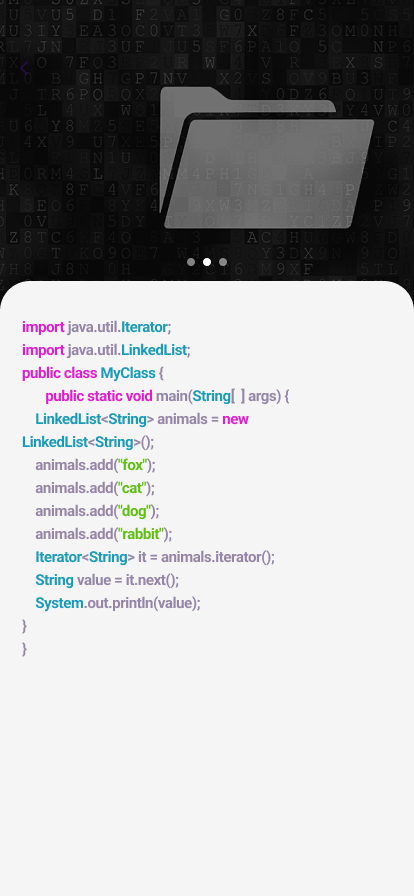 import java.util.Iterator;
import java.util.LinkedList;
public class MyClass {
public static void main(String[ ] args) {
LinkedList<String> animals = new
LinkedList<String>();
animals.add("fox");
animals.add("cat");
animals.add("dog");
animals.add("rabbit");
Iterator<String> it = animals.iterator();
String value = it.next();
System.out.println(value);
}
}